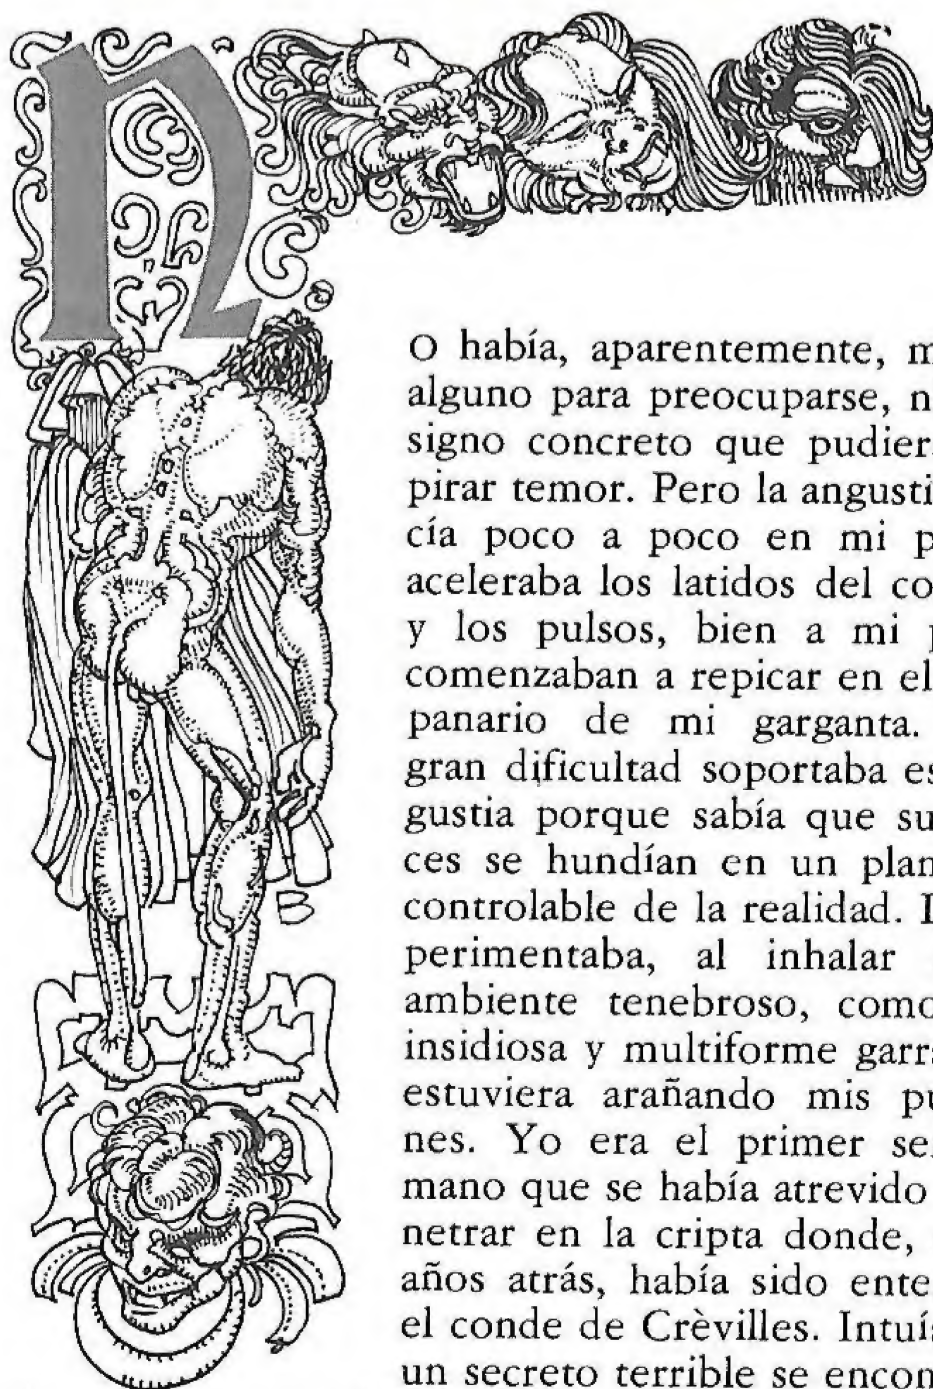 N
O había, aparentemente, m
alguno para preocuparse, n
signo concreto que pudier
pirar temor. Pero la angusti
cía poco a poco en mi p
aceleraba los latidos del co
y los pulsos, bien a mi p
comenzaban a repicar en el
panario de mi garganta.
gran dificultad soportaba es
gustia porque sabía que su
ces se hundían en un plan
controlable de la realidad.
perimentaba, al inhalar
ambiente tenebroso, como
insidiosa y multiforme garr
estuviera arañando mis pu
nes. Yo era el primer se
mano que se había atrevido
netrar en la cripta donde,
años atrás, había sido ente
el conde de Crèvilles. Intuí
un secreto terrible se encon
B